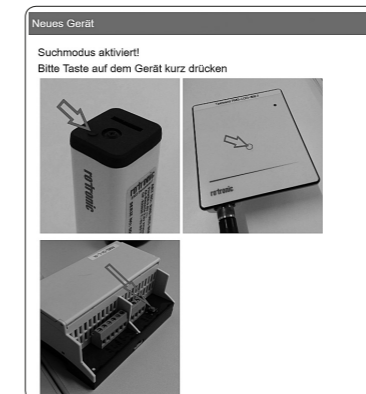 Neues Gerät
Suchmodus aktiviert!
Bitte Taste auf dem Gerät kurz drücken
rotronic
rotronic